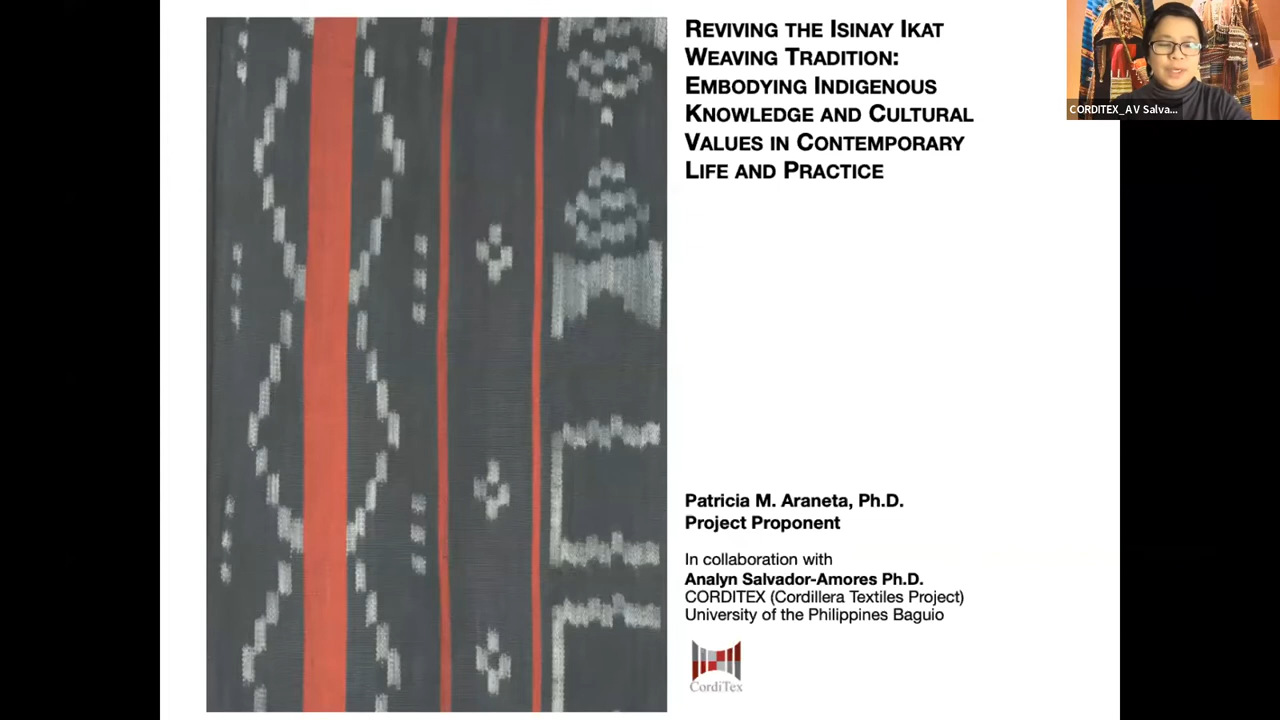 REVIVING THE ISINAY IKAT
WEAVING TRADITION:
EMBODYING INDIGENOUS
KNOWLEDGE AND CULTURAL
VALUES IN CONTEMPORARY
LIFE AND PRACTICE
CORDITEX_AV Salva...
Patricia M. Araneta, Ph.D.
Project Proponent
In collaboration with
Analyn Salvador-Amores Ph.D.
CORDITEX (Cordillera Textiles Project)
University of the Philippines Baguio
CordiTex